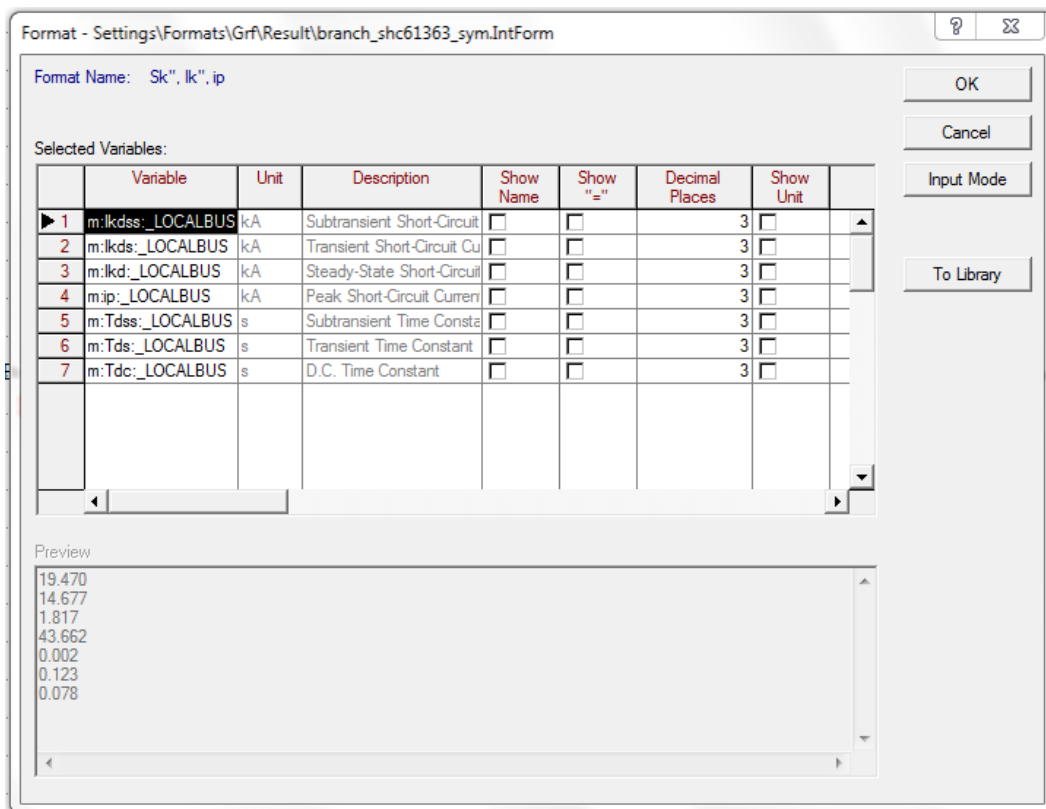 Format - Settings\Formats\Grf\Result\branch_shc61363_sym.IntForm
Format Name: Sk", Ik", ip
OK
Cancel
Input Mode
To Library
Selected Variables:
Variable Unit Description Show Name Show "=" Decimal Places Show Unit
1 m:Ikdss:_LOCALBUS kA Subtransient Short-Circuit 3
2 m:Ikds:_LOCALBUS kA Transient Short-Circuit Cu 3
3 m:Ikd:_LOCALBUS kA Steady-State Short-Circuit 3
4 m:ip:_LOCALBUS kA Peak Short-Circuit Current 3
5 m:Tdss:_LOCALBUS s Subtransient Time Consta 3
6 m:Tds:_LOCALBUS s Transient Time Constant 3
7 m:Tdc:_LOCALBUS s D.C. Time Constant 3
Preview
19.470
14.677
1.817
43.662
0.002
0.123
0.078